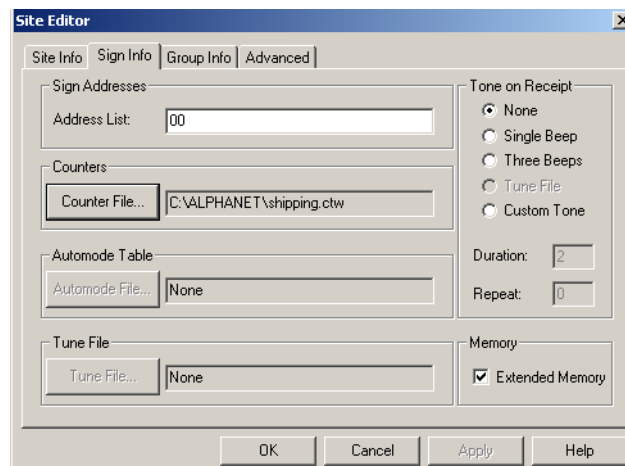 Site Editor
Site Info
Sign Info
Group Info
Advanced
Sign Addresses
Address List:
00
Counters
Counter File...
C:\ALPHANET\shipping.ctw
Automode Table
Automode File...
None
Tune File
Tune File...
None
Tone on Receipt
None
Single Beep
Three Beeps
Tune File
Custom Tone
Duration:
2
Repeat:
0
Memory
Extended Memory
OK
Cancel
Apply
Help